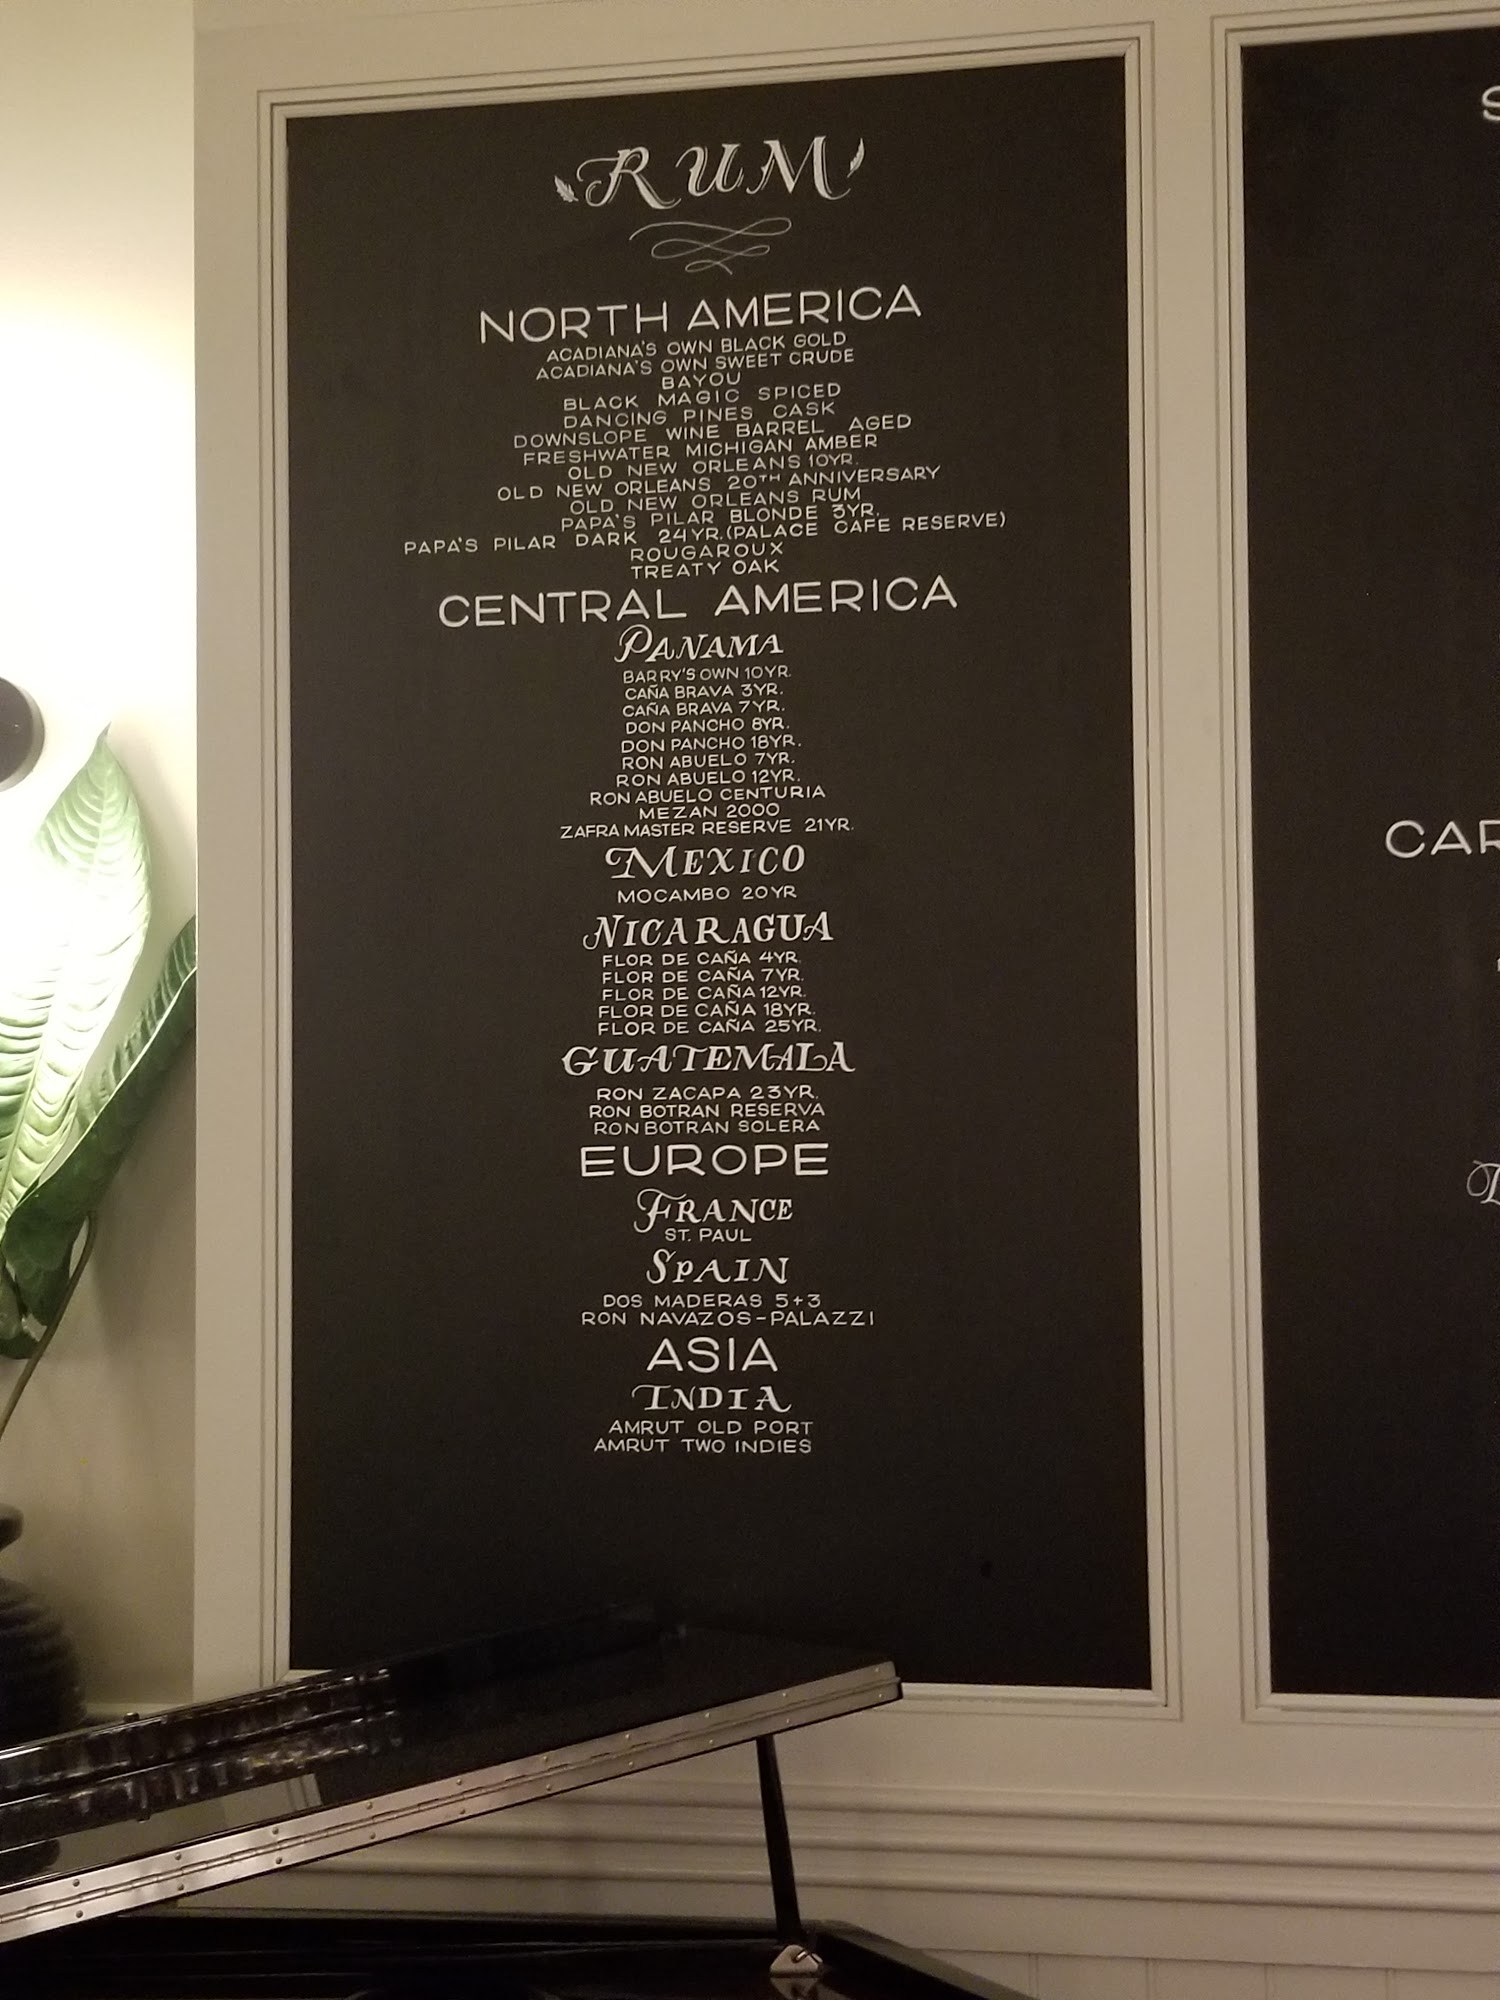 RUM
NORTH AMERICA
ACADIANA'S OWN BLACK GOLD
ACADIANA'S OWN SWEET CRUDE
BAYOU
BLACK MAGIC SPICED
DANCING PINES CASK
DOWNSLOPE WINE BARREL AGED
FRESHWATER MICHIGAN AMBER
OLD NEW ORLEANS 10YR.
OLD NEW ORLEANS 20TH ANNIVERSARY
OLD NEW ORLEANS RUM
PAPA'S PILAR BLONDE 3YR.
PAPA'S PILAR DARK 24YR.(PALACE CAFE RESERVE)
ROUGAROUX
TREATY OAK
CENTRAL AMERICA
PANAMA
BARRY'S OWN 10YR.
CAÑA BRAVA 3YR.
CAÑA BRAVA 7YR.
DON PANCHO 8YR.
DON PANCHO 18YR.
RON ABUELO 7YR.
RON ABUELO 12YR.
RON ABUELO CENTURIA
MEZAN 2000
ZAFRA MASTER RESERVE 21YR.
MEXICO
MOCAMBO 20YR
NICARAGUA
FLOR DE CAÑA 4YR.
FLOR DE CAÑA 7YR.
FLOR DE CAÑA 12YR.
FLOR DE CAÑA 18YR.
FLOR DE CAÑA 25YR.
GUATEMALA
RON ZACAPA 23YR.
RON BOTRAN RESERVA
RON BOTRAN SOLERA
EUROPE
FRANCE
ST. PAUL
SPAIN
DOS MADERAS 5+3
RON NAVAZOS-PALAZZI
ASIA
INDIA
AMRUT OLD PORT
AMRUT TWO INDIES